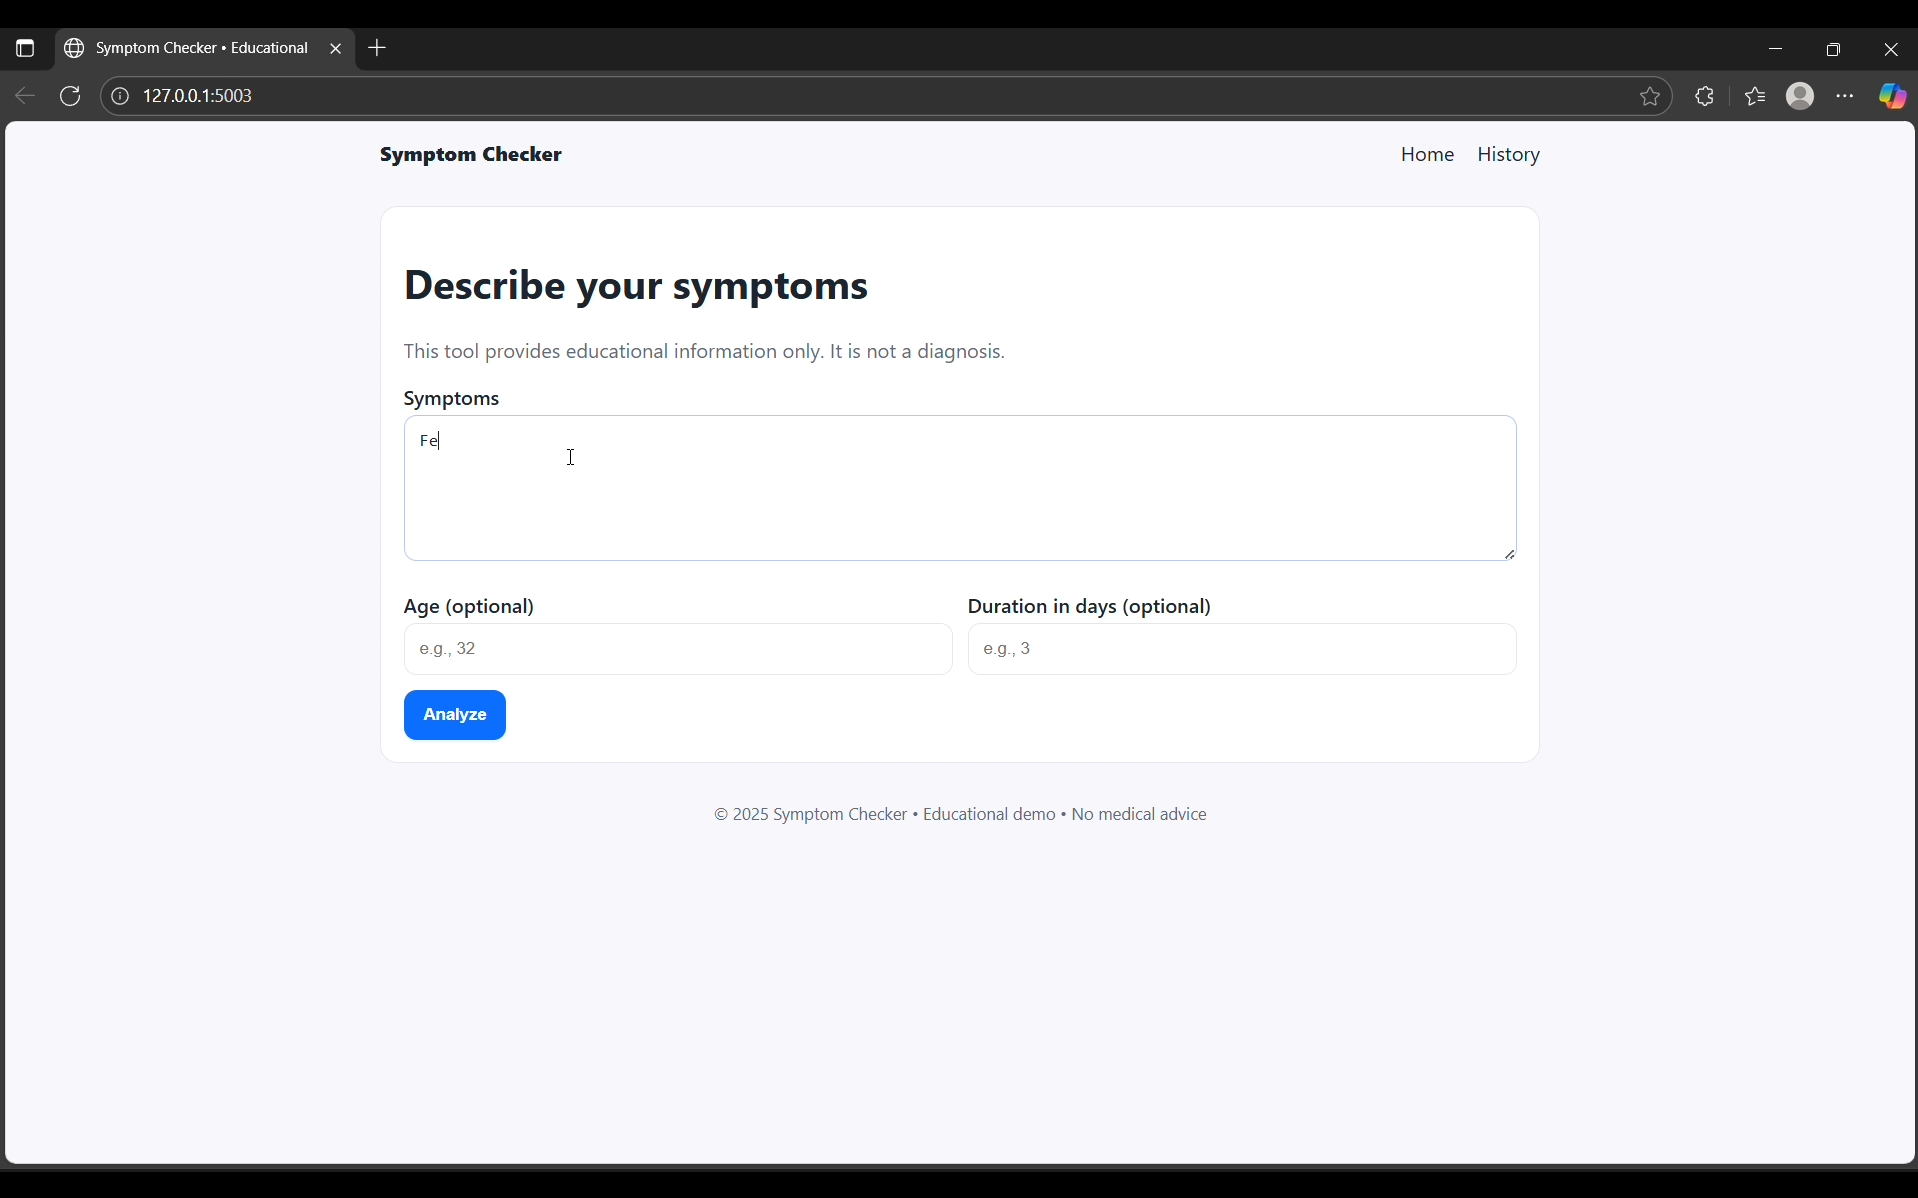 Symptom Checker • Educational
127.0.0.1:5003
Symptom Checker
Home
History
Describe your symptoms
This tool provides educational information only. It is not a diagnosis.
Symptoms
Fe
Age (optional)
Duration in days (optional)
e.g., 32
e.g., 3
Analyze
© 2025 Symptom Checker • Educational demo • No medical advice